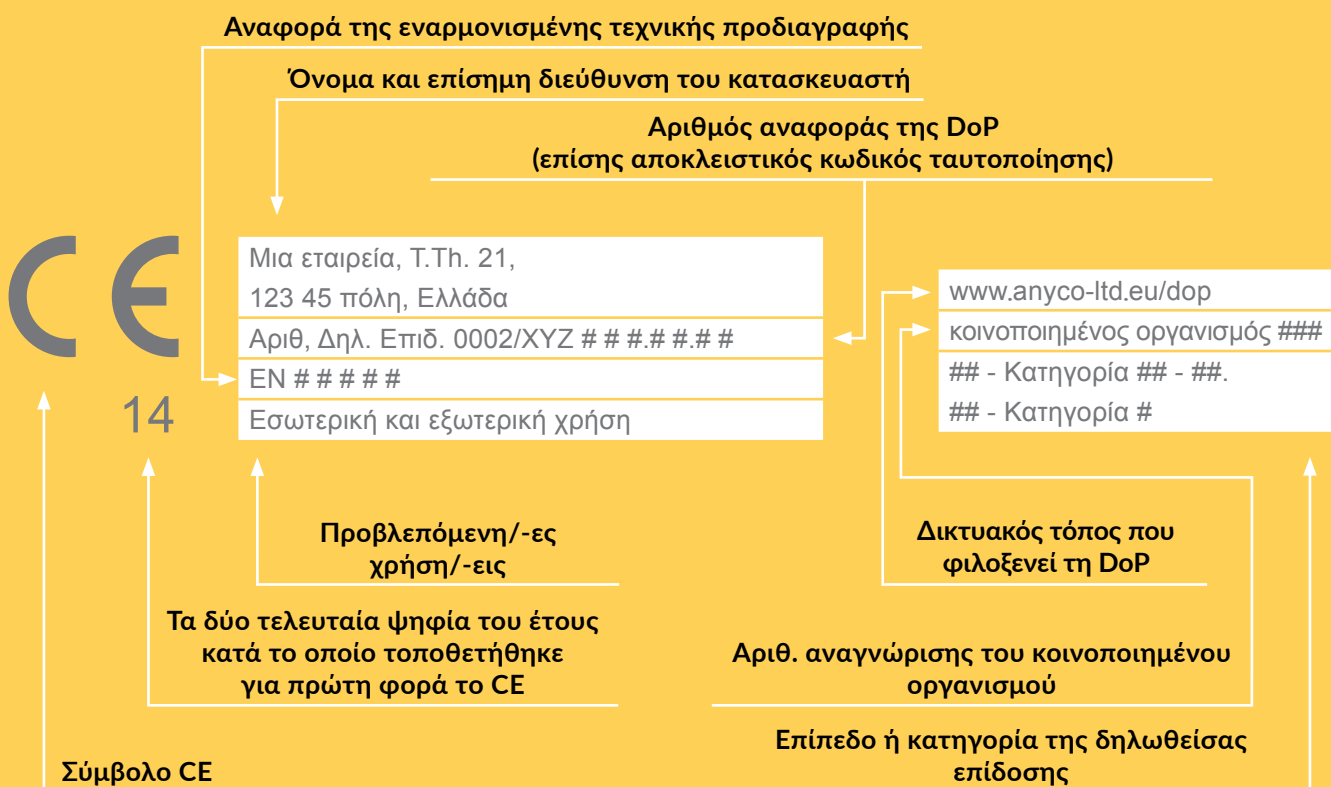 Αναφορά της εναρμονισμένης τεχνικής προδιαγραφής
Όνομα και επίσημη διεύθυνση του κατασκευαστή
Αριθμός αναφοράς της DoP
(επίσης αποκλειστικός κωδικός ταυτοποίησης)
CE
14
Μια εταιρεία, T.Th. 21,
123 45 πόλη, Ελλάδα
Αριθ, Δηλ. Επιδ. 0002/XYZ # # #.# #.# #
EN # # # # #
Εσωτερική και εξωτερική χρήση
www.anyco-ltd.eu/dop
κοινοποιημένος οργανισμός ###
## - Κατηγορία ## - ##.
## - Κατηγορία #
Προβλεπόμενη/-ες
χρήση/-εις
Δικτυακός τόπος που
φιλοξενεί τη DoP
Τα δύο τελευταία ψηφία του έτους
κατά το οποίο τοποθετήθηκε
για πρώτη φορά το CE
Αριθ. αναγνώρισης του κοινοποιημένου
οργανισμού
Σύμβολο CE
Επίπεδο ή κατηγορία της δηλωθείσας
επίδοσης